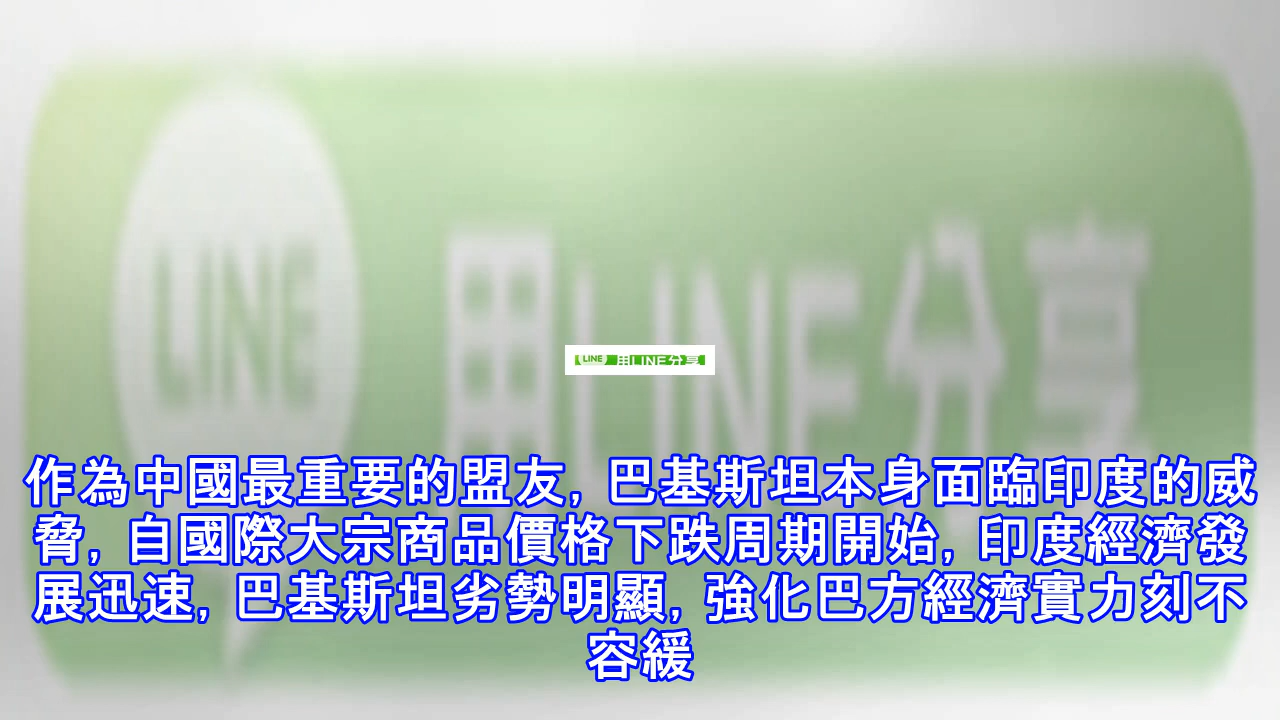 LINE
用LINE分享
LINE 用LINE分享
作為中國最重要的盟友, 巴基斯坦本身面臨印度的威
脅, 自國際大宗商品價格下跌周期開始, 印度經濟發
展迅速, 巴基斯坦劣勢明顯, 強化巴方經濟實力刻不
容緩